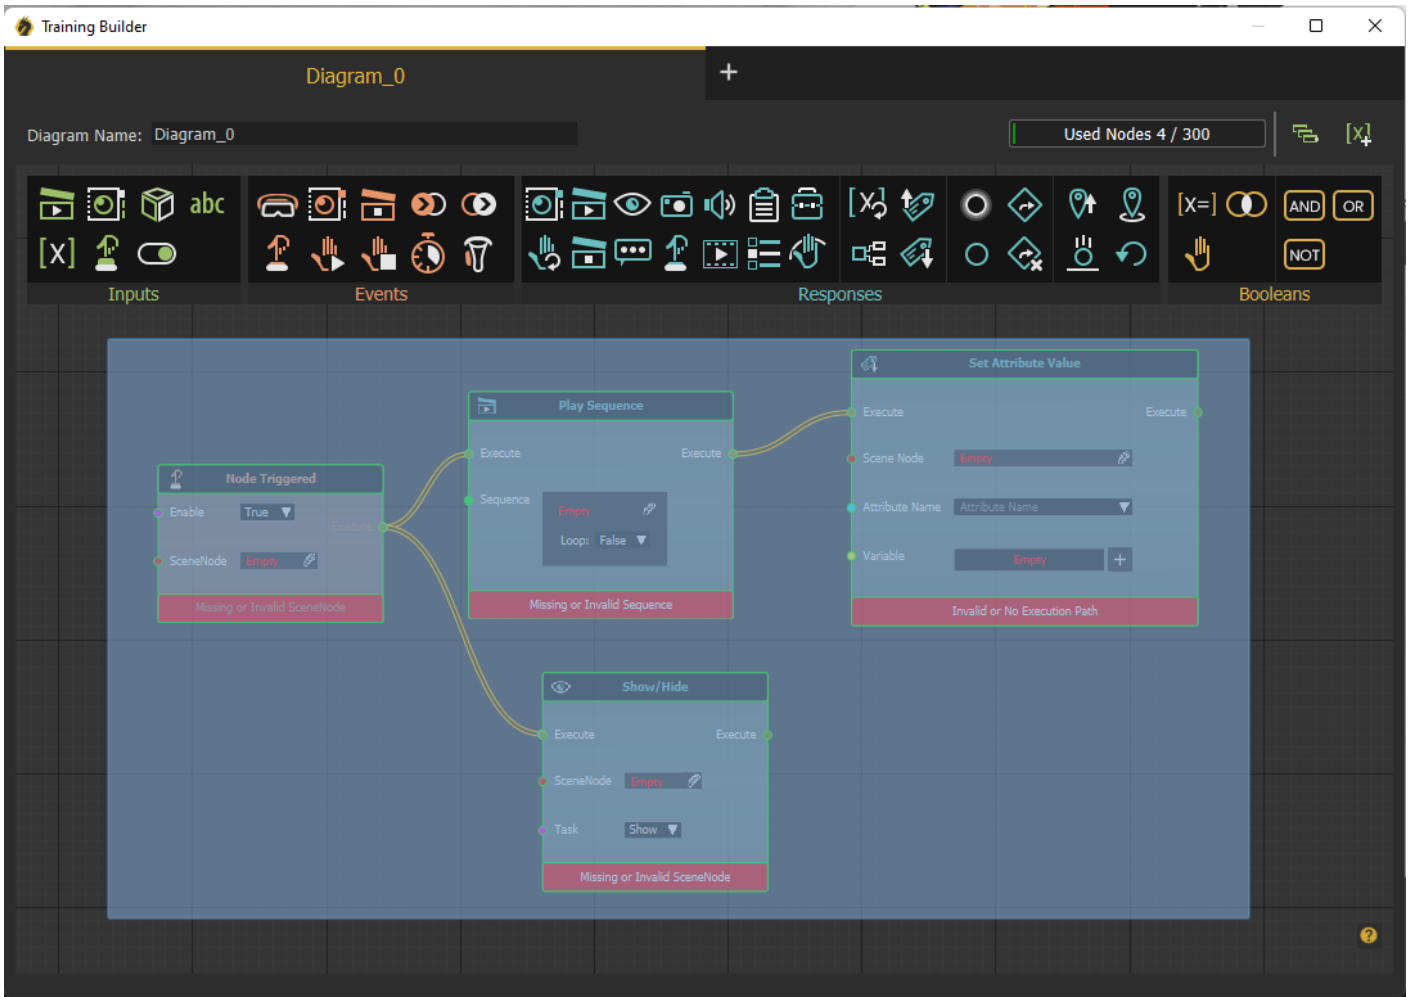 Training Builder
Diagram_0
+
Diagram Name: Diagram_0
Used Nodes 4 / 300
[x]+
abc
[X]
[X]
[x=]
AND
OR
NOT
Inputs
Events
Responses
Booleans
Node Triggered
Enable True
Execute
SceneNode Empty
Missing or Invalid SceneNode
Play Sequence
Execute Execute
Sequence
Empty
Loop: False
Missing or Invalid Sequence
Set Attribute Value
Execute Execute
Scene Node Empty
Attribute Name Attribute Name
Variable Empty +
Invalid or No Execution Path
Show/Hide
Execute Execute
SceneNode Empty
Task Show
Missing or Invalid SceneNode
?